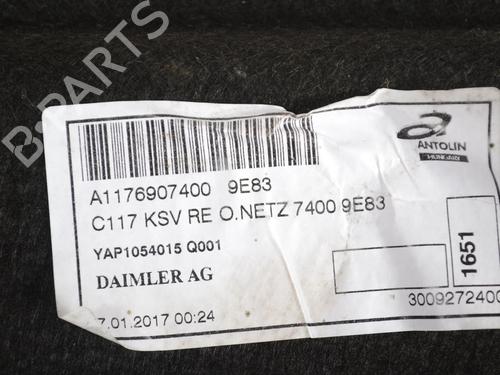 B-PARTS
ANTOLIN
HUNGARY
A1176907400 9E83
C117 KSV RE O.NETZ 7400 9E83
YAP1054015 Q001
DAIMLER AG
1651
7.01.2017 00:24
3009272400